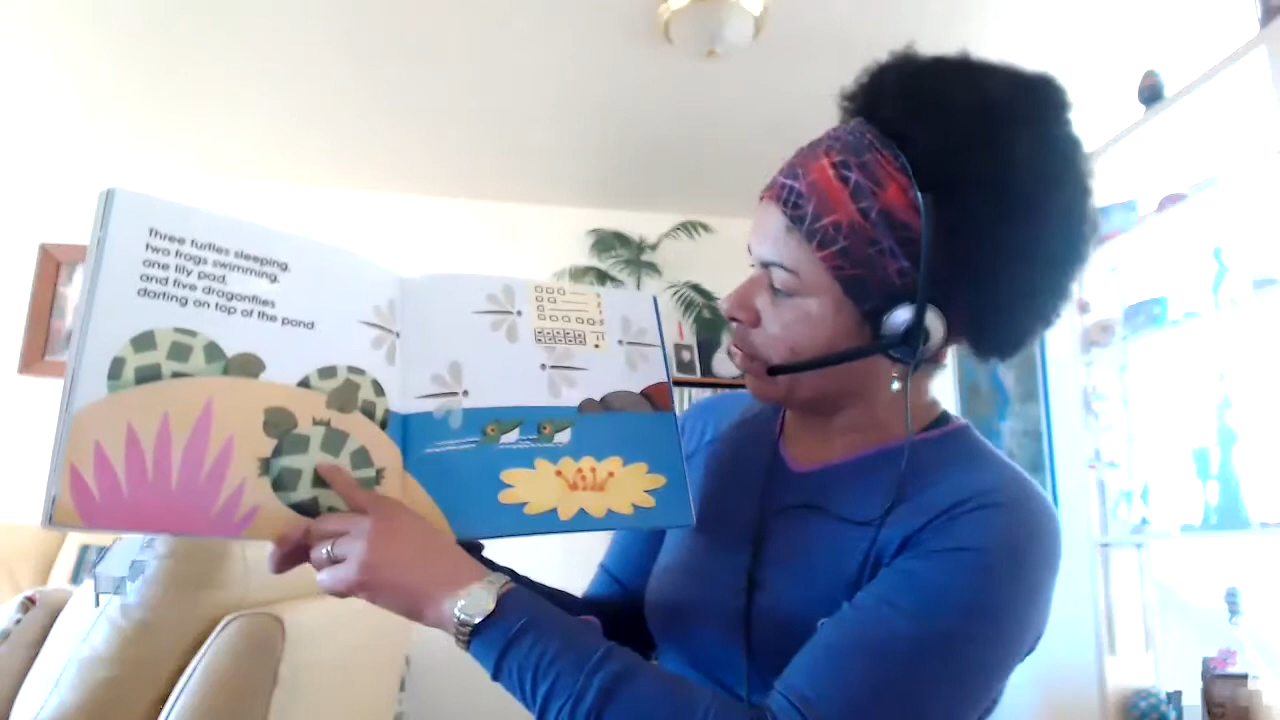 Three turtles sleeping,
two frogs swimming,
one lily pad,
and five dragonflies
darting on top of the pond